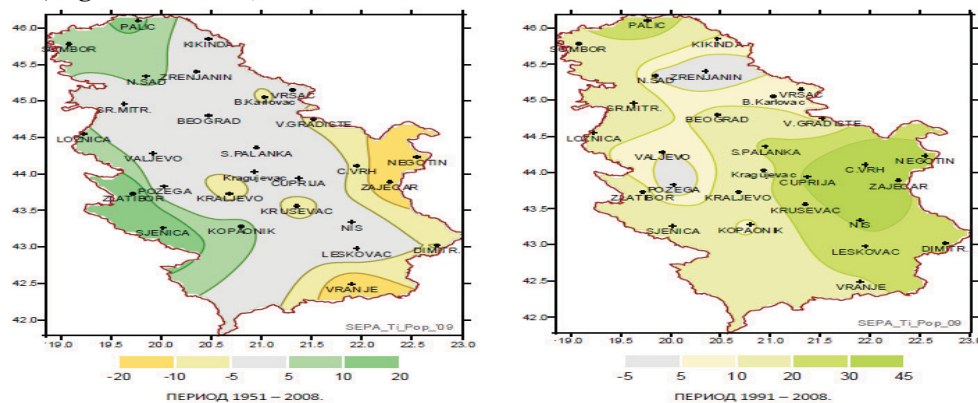 46.0
45.5
45.0
44.5
44.0
43.5
43.0
42.5
42.0
PALIC
SOMBOR
KIKINDA
N.SAD
ZRENJANIN
VRSAC
B.Karlovac
SR.MITR.
BEOGRAD
V.GRADISTE
LOZNICA
VALJEVO
S.PALANKA
NEGOTIN
C.VRH
Kragujevac
CUPRIJA
ZAJECAR
POZEGA
ZLATIBOR
KRALJEVO
KRUSEVAC
NIS
SJENICA
KOPAONIK
DIMITR.
LESKOVAC
VRANJE
SEPA_Ti_Pop_'09
19.0 19.5 20.0 20.5 21.0 21.5 22.0 22.5 23.0
-20 -10 -5 5 10 20
ПЕРИОД 1951 – 2008.
46.0
45.5
45.0
44.5
44.0
43.5
43.0
42.5
42.0
PALIC
SOMBOR
KIKINDA
N.SAD
ZRENJANIN
VRSAC
B.Karlovac
SR.MITR.
BEOGRAD
V.GRADISTE
LOZNICA
VALJEVO
S.PALANKA
NEGOTIN
C.VRH
Kragujevac
CUPRIJA
ZAJECAR
POZEGA
ZLATIBOR
KRALJEVO
KRUSEVAC
NIS
SJENICA
KOPAONIK
DIMITR.
LESKOVAC
VRANJE
SEPA_Ti_Pop_09
19.0 19.5 20.0 20.5 21.0 21.5 22.0 22.5 23.0
-5 5 10 20 30 45
ПЕРИОД 1991 – 2008.